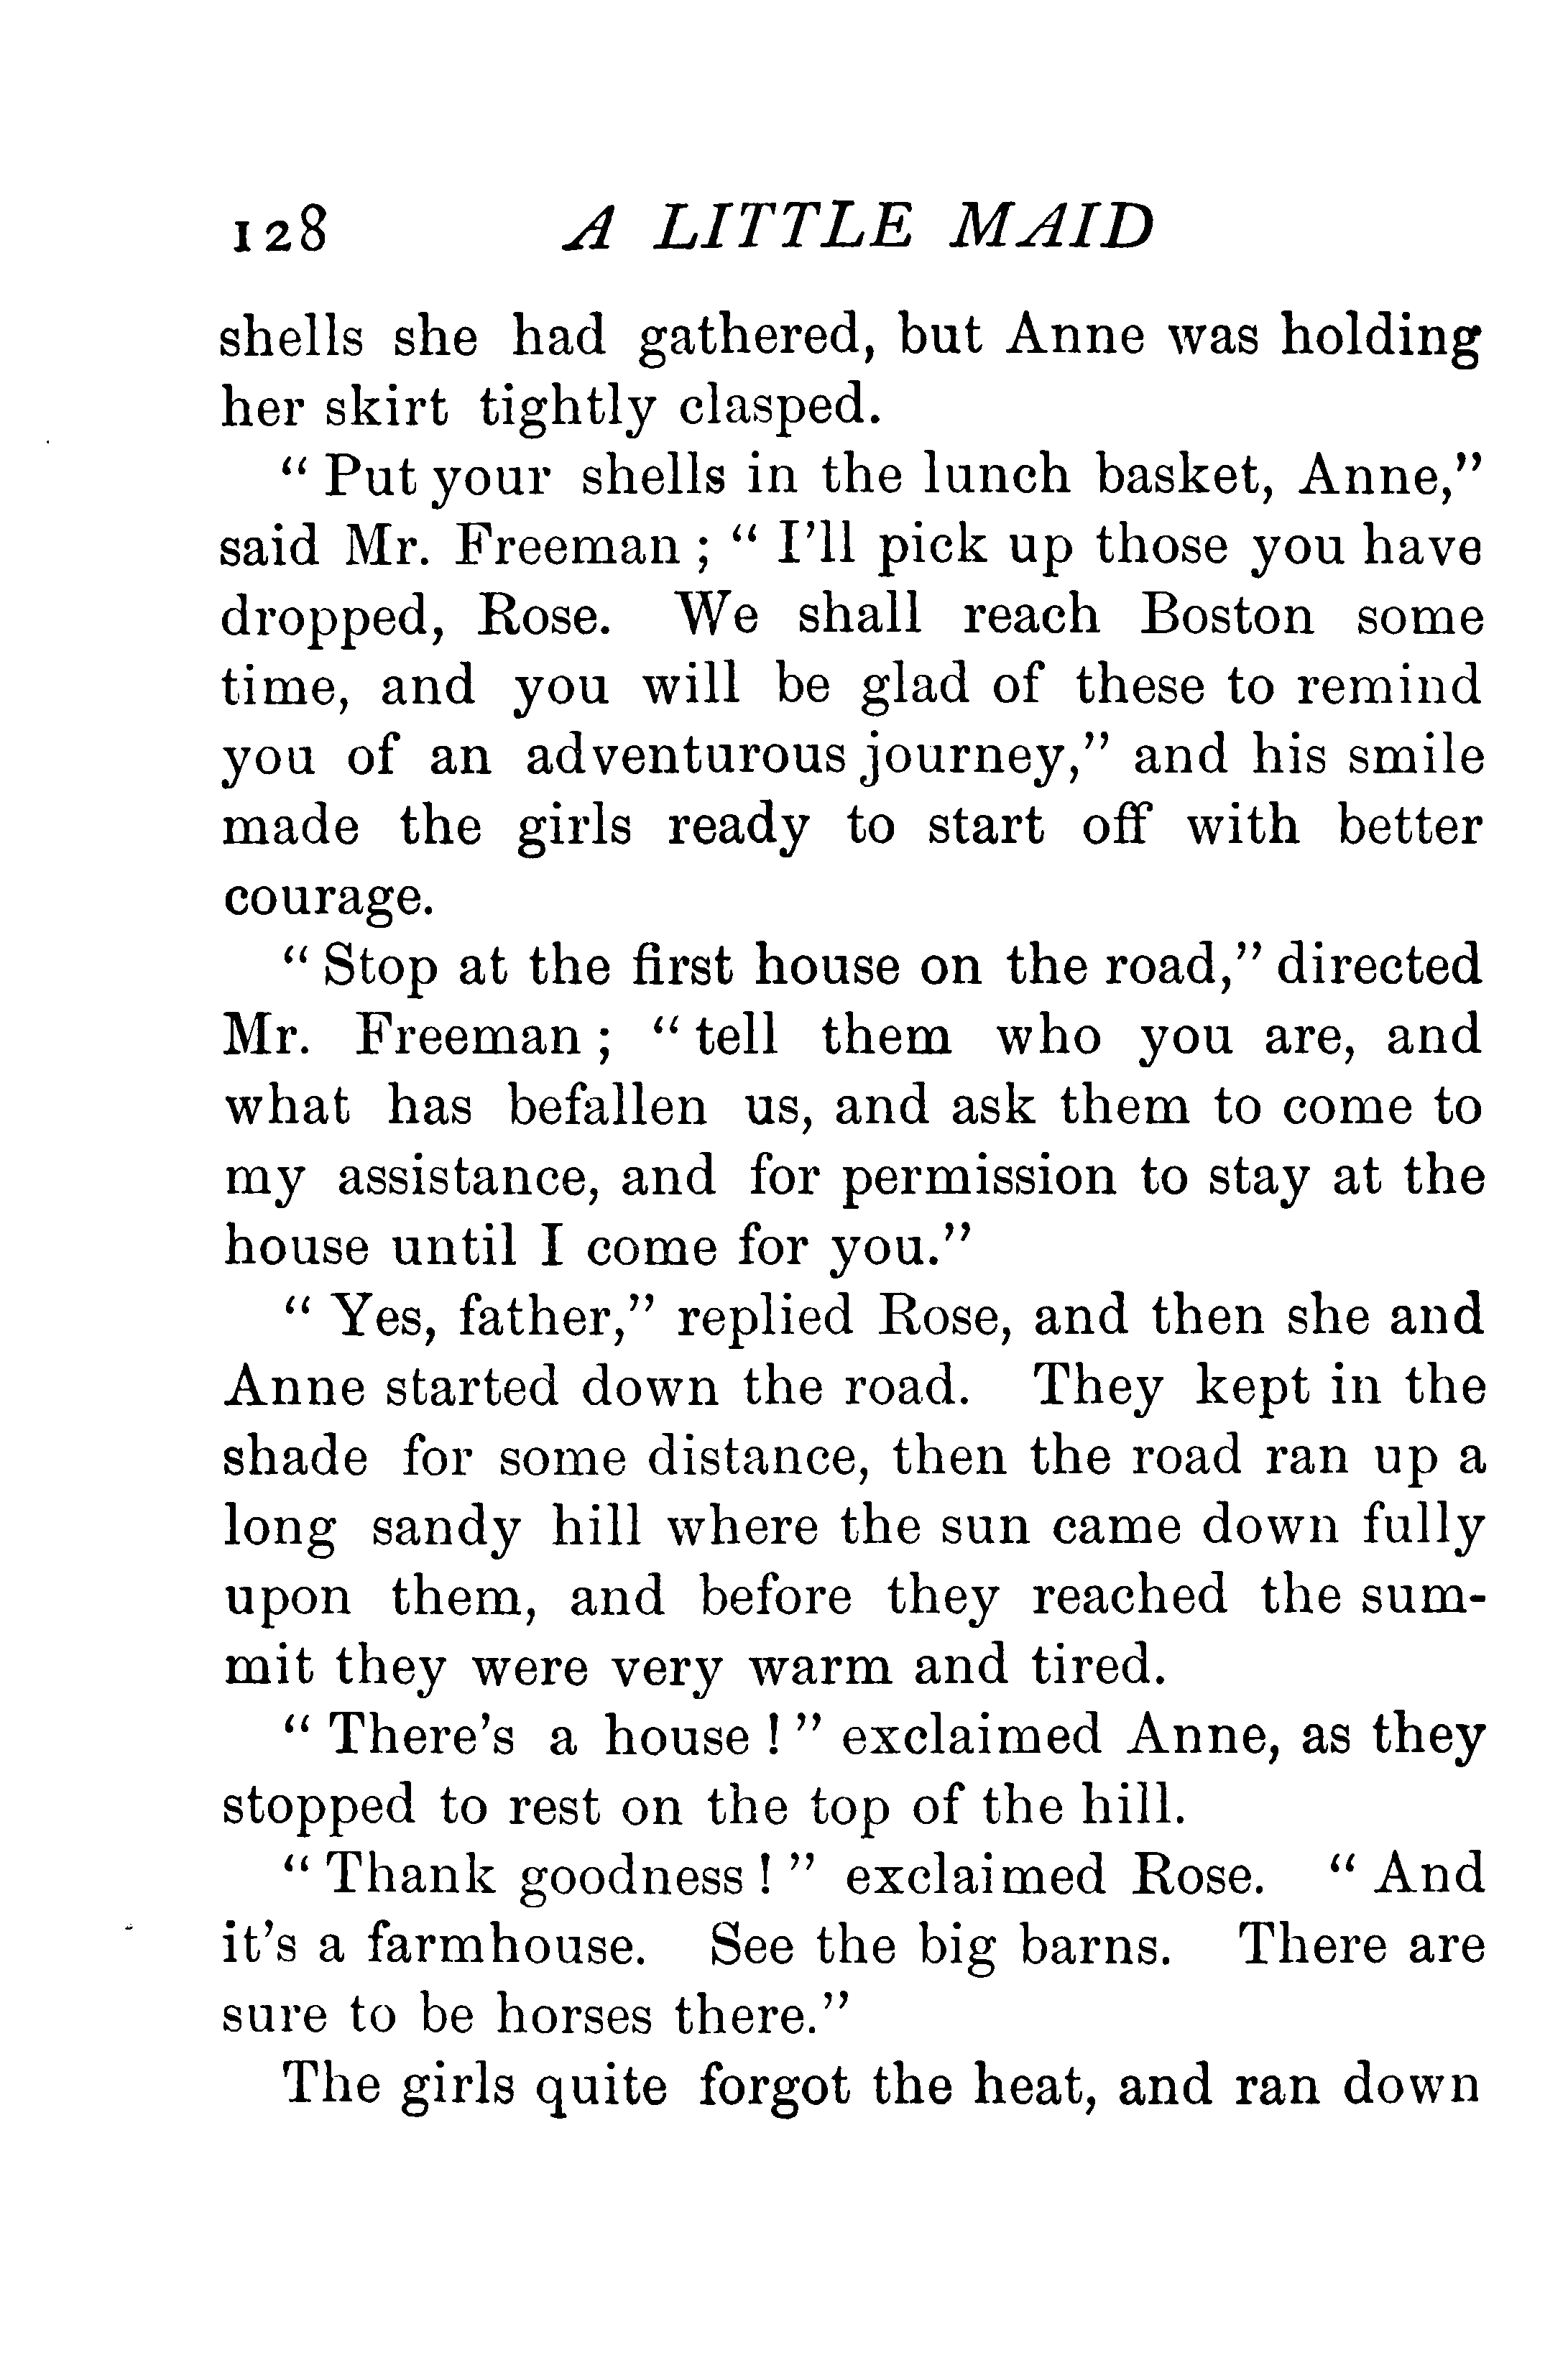 128 A LITTLE MAID
shells she had gathered, but Anne was holding
her skirt tightly clasped.
“ Put your shells in the lunch basket, Anne,”
said Mr. Freeman ; “ I’ll pick up those you have
dropped, Rose. We shall reach Boston some
time, and you will be glad of these to remind
you of an adventurous journey,” and his smile
made the girls ready to start off with better
courage.
“ Stop at the first house on the road,” directed
Mr. Freeman ; “ tell them who you are, and
what has befallen us, and ask them to come to
my assistance, and for permission to stay at the
house until I come for you.”
“ Yes, father,” replied Rose, and then she and
Anne started down the road. They kept in the
shade for some distance, then the road ran up a
long sandy hill where the sun came down fully
upon them, and before they reached the sum-
mit they were very warm and tired.
“ There’s a house ! ” exclaimed Anne, as they
stopped to rest on the top of the hill.
“ Thank goodness ! ” exclaimed Rose. “ And
it’s a farmhouse. See the big barns. There are
sure to be horses there.”
The girls quite forgot the heat, and ran down